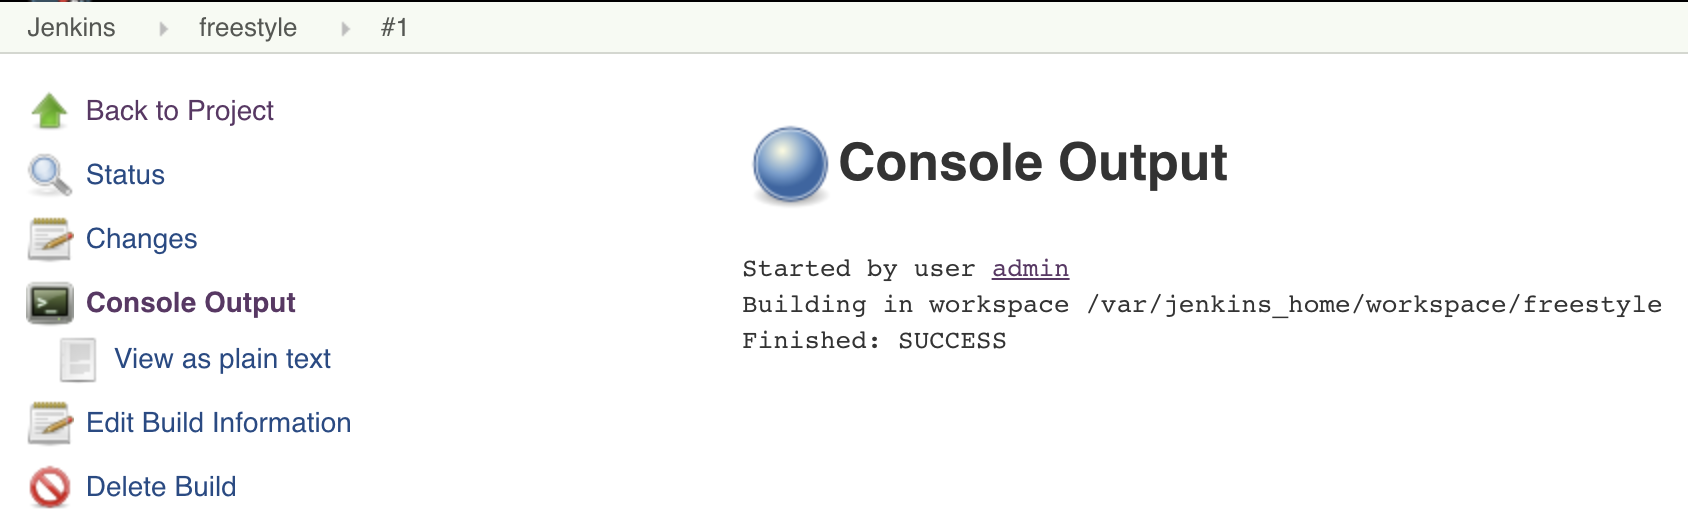 Jenkins freestyle #1
Back to Project
Status
Changes
Console Output
View as plain text
Edit Build Information
Delete Build
Console Output
Started by user admin
Building in workspace /var/jenkins_home/workspace/freestyle
Finished: SUCCESS